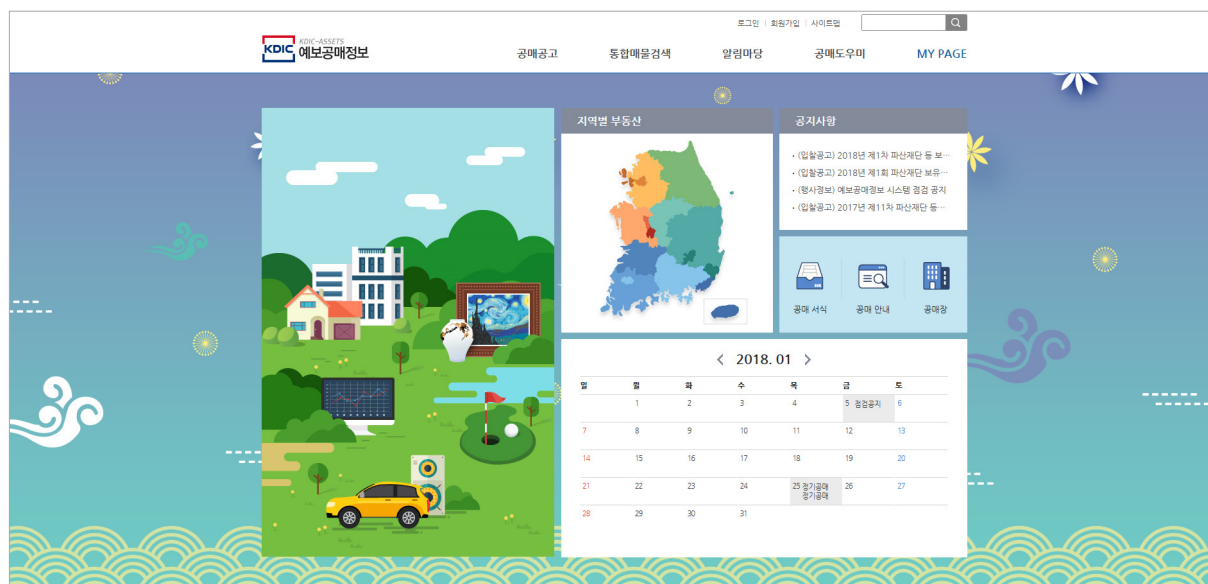 로그인 | 회원가입 | 사이트맵
KDIC
KDIC-ASSETS
예보공매정보
공매공고 통합매물검색 알림마당 공매도우미 MY PAGE
지역별 부동산
공지사항
· (입찰공고) 2018년 제1차 파산재단 등 보…
· (입찰공고) 2018년 제1회 파산재단 보유…
· (행사정보) 예보공매정보 시스템 점검 공지
· (입찰공고) 2017년 제11차 파산재단 등…
공매 서식 공매 안내 공매장
< 2018. 01 >
일 월 화 수 목 금 토
1 2 3 4 5 점검공지 6
7 8 9 10 11 12 13
14 15 16 17 18 19 20
21 22 23 24 25 정기공매 26 27
정기공매
28 29 30 31